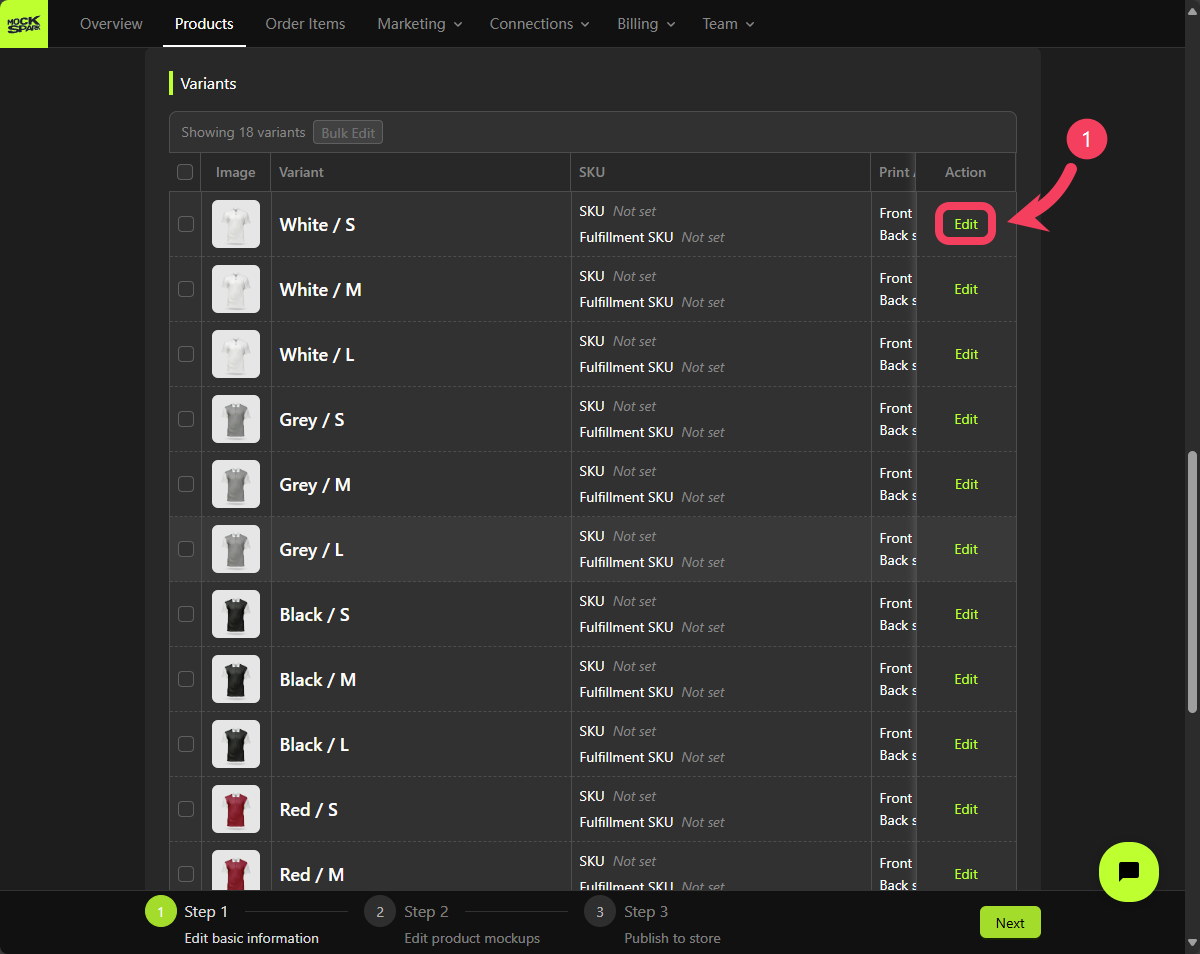 MOCK
SPARK
Overview Products Order Items Marketing Connections Billing Team
Variants
Showing 18 variants Bulk Edit
1
Image Variant SKU Print Action
White / S SKU Not set Front Edit
Fulfillment SKU Not set Back s
White / M SKU Not set Front Edit
Fulfillment SKU Not set Back s
White / L SKU Not set Front Edit
Fulfillment SKU Not set Back s
Grey / S SKU Not set Front Edit
Fulfillment SKU Not set Back s
Grey / M SKU Not set Front Edit
Fulfillment SKU Not set Back s
Grey / L SKU Not set Front Edit
Fulfillment SKU Not set Back s
Black / S SKU Not set Front Edit
Fulfillment SKU Not set Back s
Black / M SKU Not set Front Edit
Fulfillment SKU Not set Back s
Black / L SKU Not set Front Edit
Fulfillment SKU Not set Back s
Red / S SKU Not set Front Edit
Fulfillment SKU Not set Back s
Red / M SKU Not set Front Edit
Fulfillment SKU Not set Back s
1 Step 1 2 Step 2 3 Step 3 Next
Edit basic information Edit product mockups Publish to store